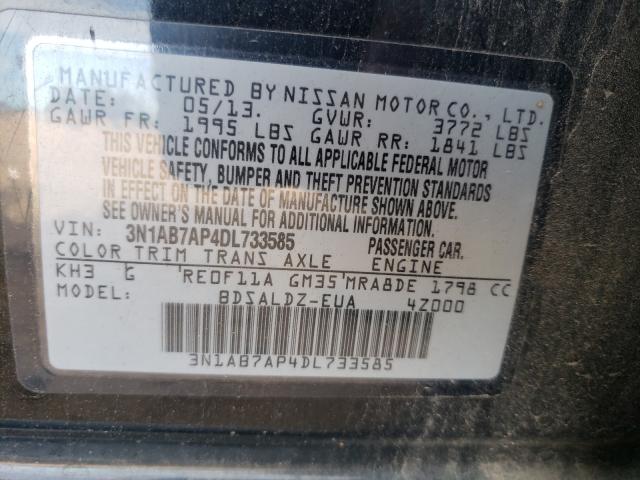 MANUFACTURED BY NISSAN MOTOR CO., LTD.
DATE: 05/13. GVWR: 3772 LBS
GAWR FR: 1995 LBS GAWR RR: 1841 LBS
THIS VEHICLE CONFORMS TO ALL APPLICABLE FEDERAL MOTOR
VEHICLE SAFETY, BUMPER AND THEFT PREVENTION STANDARDS
IN EFFECT ON THE DATE OF MANUFACTURE SHOWN ABOVE.
SEE OWNER'S MANUAL FOR ADDITIONAL INFORMATION.
VIN: 3N1AB7AP4DL733585 PASSENGER CAR.
COLOR TRIM TRANS AXLE ENGINE
KH3 G RE0F11A GM35 MRA8DE 1798 CC
BDSALDZ-EUA 4Z000
3N1AB7AP4DL733585